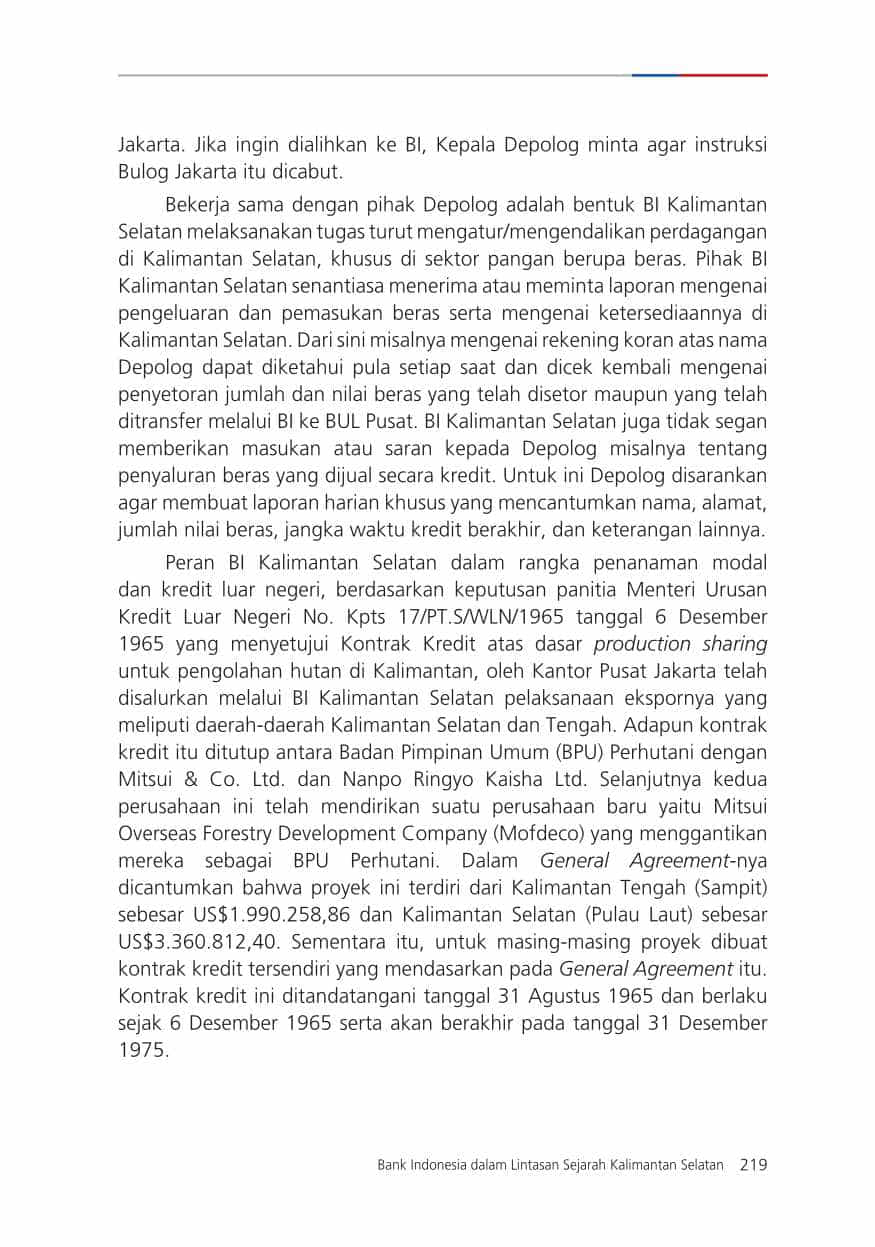 Jakarta. Jika ingin dialihkan ke BI, Kepala Depolog minta agar instruksi
Bulog Jakarta itu dicabut.
Bekerja sama dengan pihak Depolog adalah bentuk BI Kalimantan
Selatan melaksanakan tugas turut mengatur/mengendalikan perdagangan
di Kalimantan Selatan, khusus di sektor pangan berupa beras. Pihak BI
Kalimantan Selatan senantiasa menerima atau meminta laporan mengenai
pengeluaran dan pemasukan beras serta mengenai ketersediaannya di
Kalimantan Selatan. Dari sini misalnya mengenai rekening koran atas nama
Depolog dapat diketahui pula setiap saat dan dicek kembali mengenai
penyetoran jumlah dan nilai beras yang telah disetor maupun yang telah
ditransfer melalui BI ke BUL Pusat. BI Kalimantan Selatan juga tidak segan
memberikan masukan atau saran kepada Depolog misalnya tentang
penyaluran beras yang dijual secara kredit. Untuk ini Depolog disarankan
agar membuat laporan harian khusus yang mencantumkan nama, alamat,
jumlah nilai beras, jangka waktu kredit berakhir, dan keterangan lainnya.
Peran BI Kalimantan Selatan dalam rangka penanaman modal
dan kredit luar negeri, berdasarkan keputusan panitia Menteri Urusan
Kredit Luar Negeri No. Kpts 17/PT.S/WLN/1965 tanggal 6 Desember
1965 yang menyetujui Kontrak Kredit atas dasar production sharing
untuk pengolahan hutan di Kalimantan, oleh Kantor Pusat Jakarta telah
disalurkan melalui BI Kalimantan Selatan pelaksanaan ekspornya yang
meliputi daerah-daerah Kalimantan Selatan dan Tengah. Adapun kontrak
kredit itu ditutup antara Badan Pimpinan Umum (BPU) Perhutani dengan
Mitsui & Co. Ltd. dan Nanpo Ringyo Kaisha Ltd. Selanjutnya kedua
perusahaan ini telah mendirikan suatu perusahaan baru yaitu Mitsui
Overseas Forestry Development Company (Mofdeco) yang menggantikan
mereka sebagai BPU Perhutani. Dalam General Agreement-nya
dicantumkan bahwa proyek ini terdiri dari Kalimantan Tengah (Sampit)
sebesar US$1.990.258,86 dan Kalimantan Selatan (Pulau Laut) sebesar
US$3.360.812,40. Sementara itu, untuk masing-masing proyek dibuat
kontrak kredit tersendiri yang mendasarkan pada General Agreement itu.
Kontrak kredit ini ditandatangani tanggal 31 Agustus 1965 dan berlaku
sejak 6 Desember 1965 serta akan berakhir pada tanggal 31 Desember
1975.
Bank Indonesia dalam Lintasan Sejarah Kalimantan Selatan 219